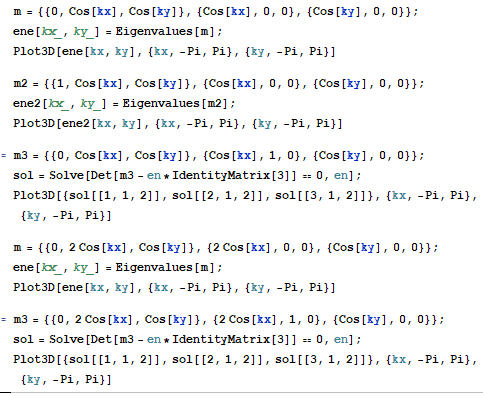 m = {{0, Cos[kx], Cos[ky]}, {Cos[kx], 0, 0}, {Cos[ky], 0, 0}};
ene[kx_, ky_] = Eigenvalues[m];
Plot3D[ene[kx, ky], {kx, -Pi, Pi}, {ky, -Pi, Pi}]
m2 = {{1, Cos[kx], Cos[ky]}, {Cos[kx], 0, 0}, {Cos[ky], 0, 0}};
ene2[kx_, ky_] = Eigenvalues[m2];
Plot3D[ene2[kx, ky], {kx, -Pi, Pi}, {ky, -Pi, Pi}]
= m3 = {{0, Cos[kx], Cos[ky]}, {Cos[kx], 1, 0}, {Cos[ky], 0, 0}};
sol = Solve[Det[m3 - en * IdentityMatrix[3]] == 0, en];
Plot3D[{sol[[1, 1, 2]], sol[[2, 1, 2]], sol[[3, 1, 2]]}, {kx, -Pi, Pi},
{ky, -Pi, Pi}]
m = {{0, 2 Cos[kx], Cos[ky]}, {2 Cos[kx], 0, 0}, {Cos[ky], 0, 0}};
ene[kx_, ky_] = Eigenvalues[m];
Plot3D[ene[kx, ky], {kx, -Pi, Pi}, {ky, -Pi, Pi}]
= m3 = {{0, 2 Cos[kx], Cos[ky]}, {2 Cos[kx], 1, 0}, {Cos[ky], 0, 0}};
sol = Solve[Det[m3 - en * IdentityMatrix[3]] == 0, en];
Plot3D[{sol[[1, 1, 2]], sol[[2, 1, 2]], sol[[3, 1, 2]]}, {kx, -Pi, Pi},
{ky, -Pi, Pi}]